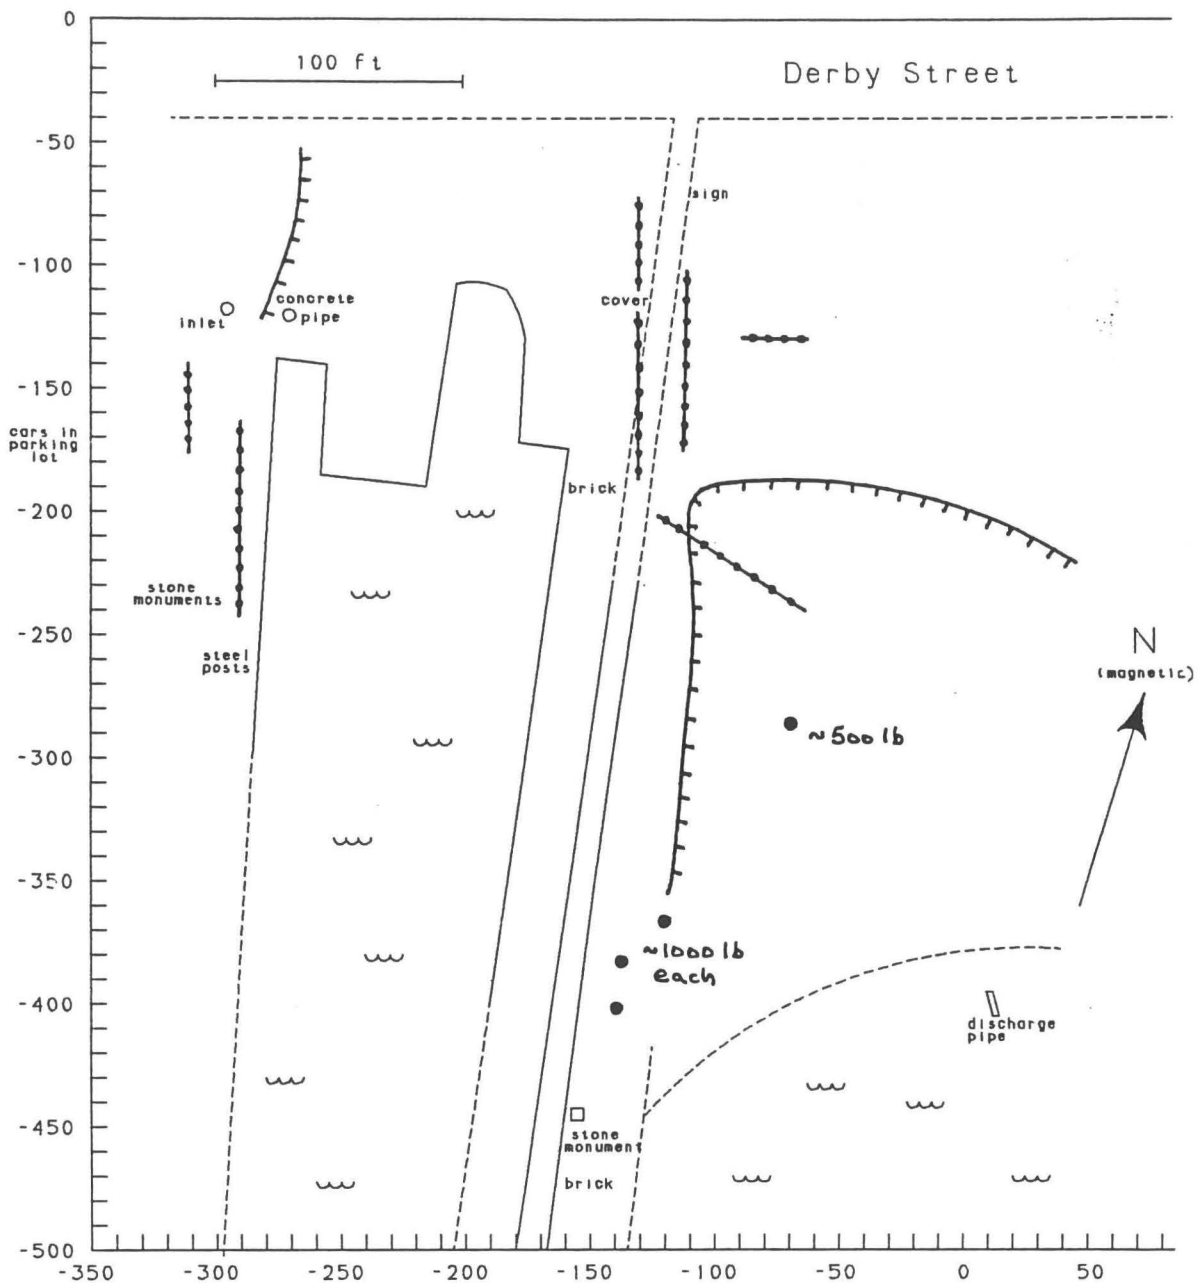 0
100 ft
Derby Street
-50
sign
-100
cover
concrete
pipe
inlet
-150
cars in
parking
lot
brick
-200
stone
monuments
-250
steel
posts
N
(magnetic)
~500 lb
-300
-350
~1000 lb
each
-400
discharge
pipe
-450
stone
monument
brick
-500
-350
-300
-250
-200
-150
-100
-50
0
50